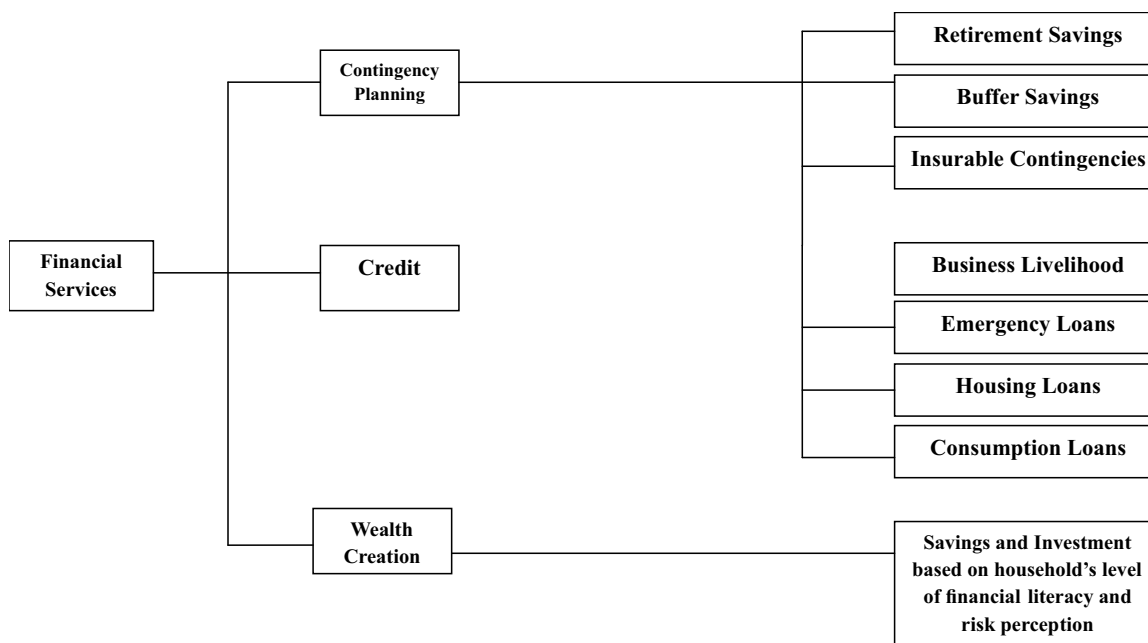 Financial
Services
Contingency
Planning
Credit
Wealth
Creation
Retirement Savings
Buffer Savings
Insurable Contingencies
Business Livelihood
Emergency Loans
Housing Loans
Consumption Loans
Savings and Investment
based on household’s level
of financial literacy and
risk perception